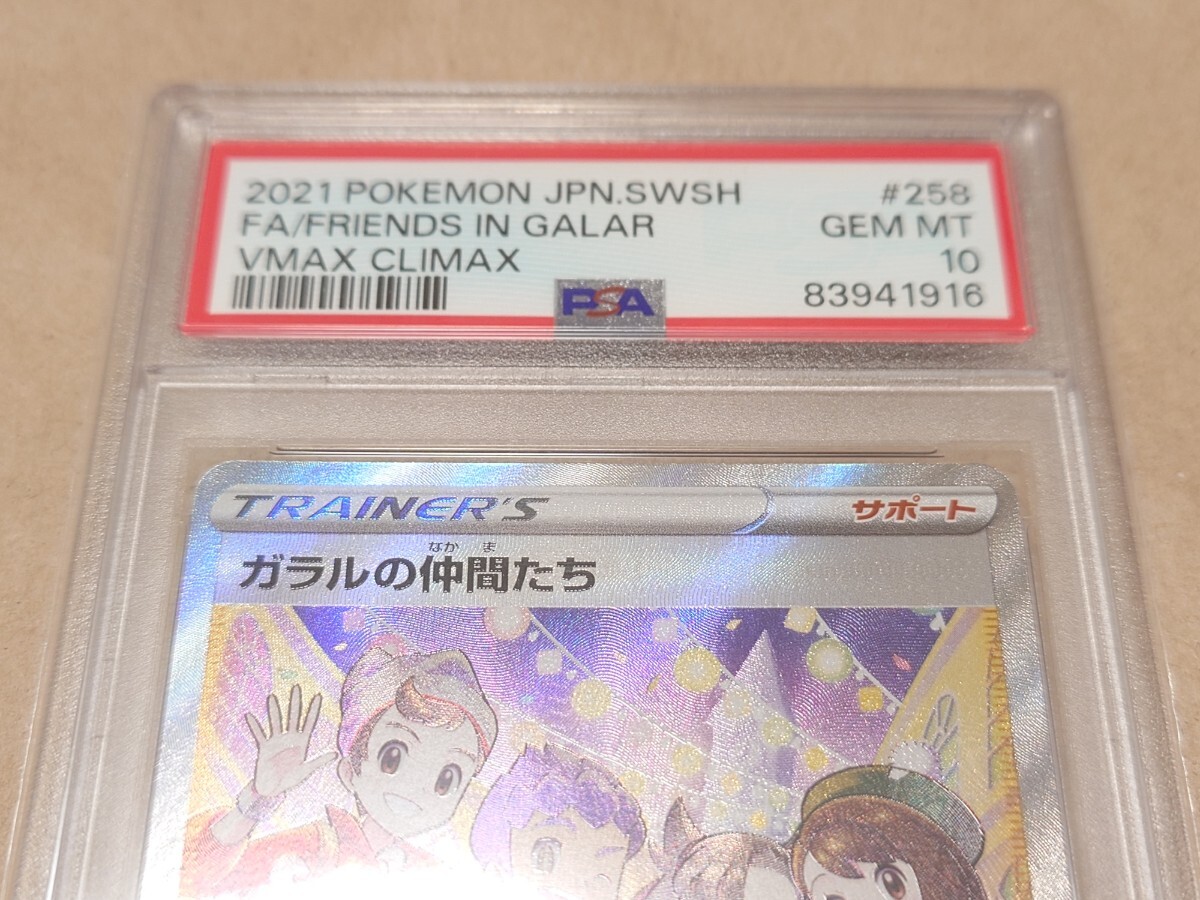 2021 POKEMON JPN.SWSH #258
FA/FRIENDS IN GALAR GEM MT
VMAX CLIMAX 10
PSA 83941916
TRAINER'S サポート
なかま
ガラルの仲間たち